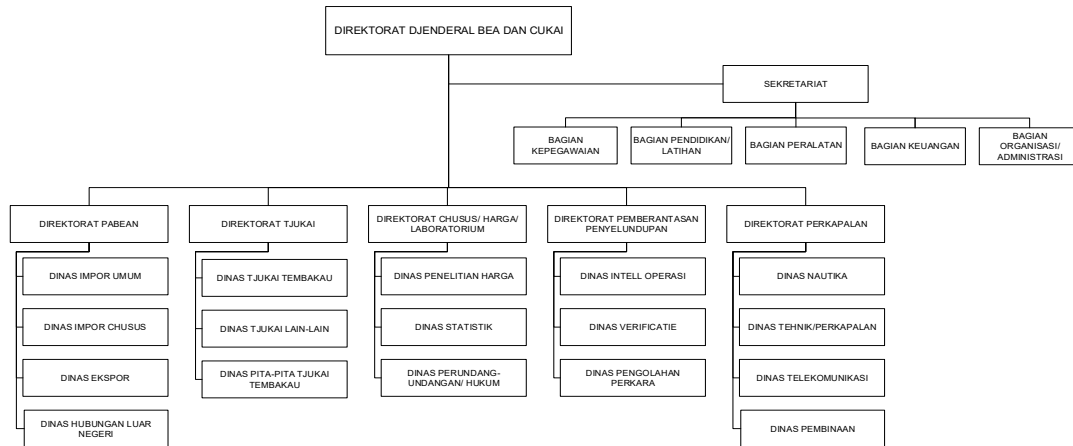 DIREKTORAT DJENDERAL BEA DAN CUKAI
SEKRETARIAT
BAGIAN
KEPEGAWAIAN
BAGIAN PENDIDIKAN/
LATIHAN
BAGIAN PERALATAN
BAGIAN KEUANGAN
BAGIAN
ORGANISASI/
ADMINISTRASI
DIREKTORAT PABEAN
DIREKTORAT TJUKAI
DIREKTORAT CHUSUS/ HARGA/
LABORATORIUM
DIREKTORAT PEMBERANTASAN
PENYELUNDUPAN
DIREKTORAT PERKAPALAN
DINAS IMPOR UMUM
DINAS IMPOR CHUSUS
DINAS EKSPOR
DINAS HUBUNGAN LUAR
NEGERI
DINAS TJUKAI TEMBAKAU
DINAS TJUKAI LAIN-LAIN
DINAS PITA-PITA TJUKAI
TEMBAKAU
DINAS PENELITIAN HARGA
DINAS STATISTIK
DINAS PERUNDANG-
UNDANGAN/ HUKUM
DINAS INTELL OPERASI
DINAS VERIFICATIE
DINAS PENGOLAHAN
PERKARA
DINAS NAUTIKA
DINAS TEHNIK/PERKAPALAN
DINAS TELEKOMUNIKASI
DINAS PEMBINAAN